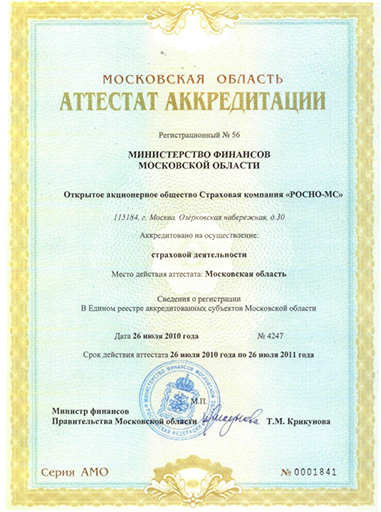 МОСКОВСКАЯ ОБЛАСТЬ
АТТЕСТАТ АККРЕДИТАЦИИ
Регистрационный № 56
МИНИСТЕРСТВО ФИНАНСОВ
МОСКОВСКОЙ ОБЛАСТИ
Открытое акционерное общество Страховая компания «РОСНО-МС»
115184, г. Москва, Озерковская набережная, д.30
Аккредитовано на осуществление:
страховой деятельности
Место действия аттестата: Московская область
Сведения о регистрации
В Едином реестре аккредитованных субъектов Московской области
Дата 26 июля 2010 года № 4247
Срок действия аттестата 26 июля 2010 года по 26 июля 2011 года
М.П.
Министр финансов
Правительства Московской области Т.М. Крикунова
Серия АМО № 0001841